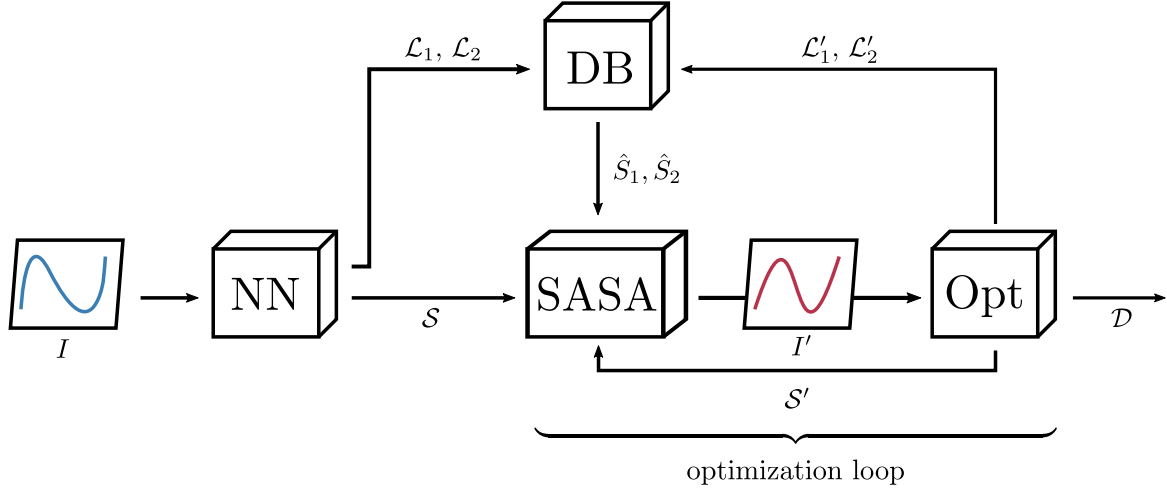 DB
ℒ₁, ℒ₂
ℒ′₁, ℒ′₂
Ŝ₁, Ŝ₂
I
NN
𝒮
SASA
I′
Opt
𝒟
𝒮′
optimization loop